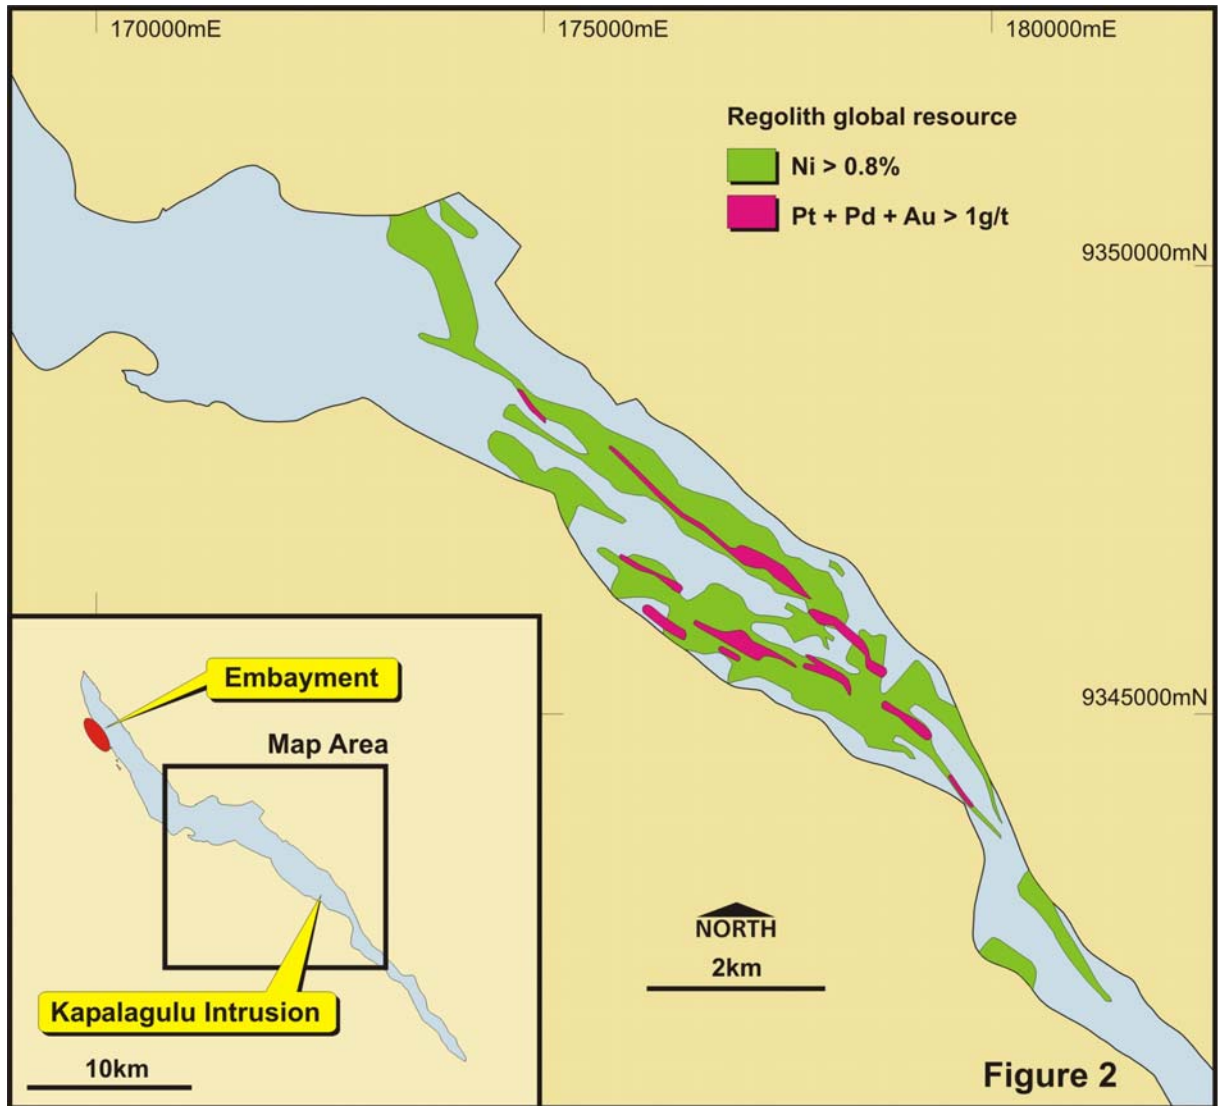 170000mE
175000mE
180000mE
Regolith global resource
Ni > 0.8%
Pt + Pd + Au > 1g/t
9350000mN
Embayment
9345000mN
Map Area
NORTH
2km
Kapalagulu Intrusion
10km
Figure 2